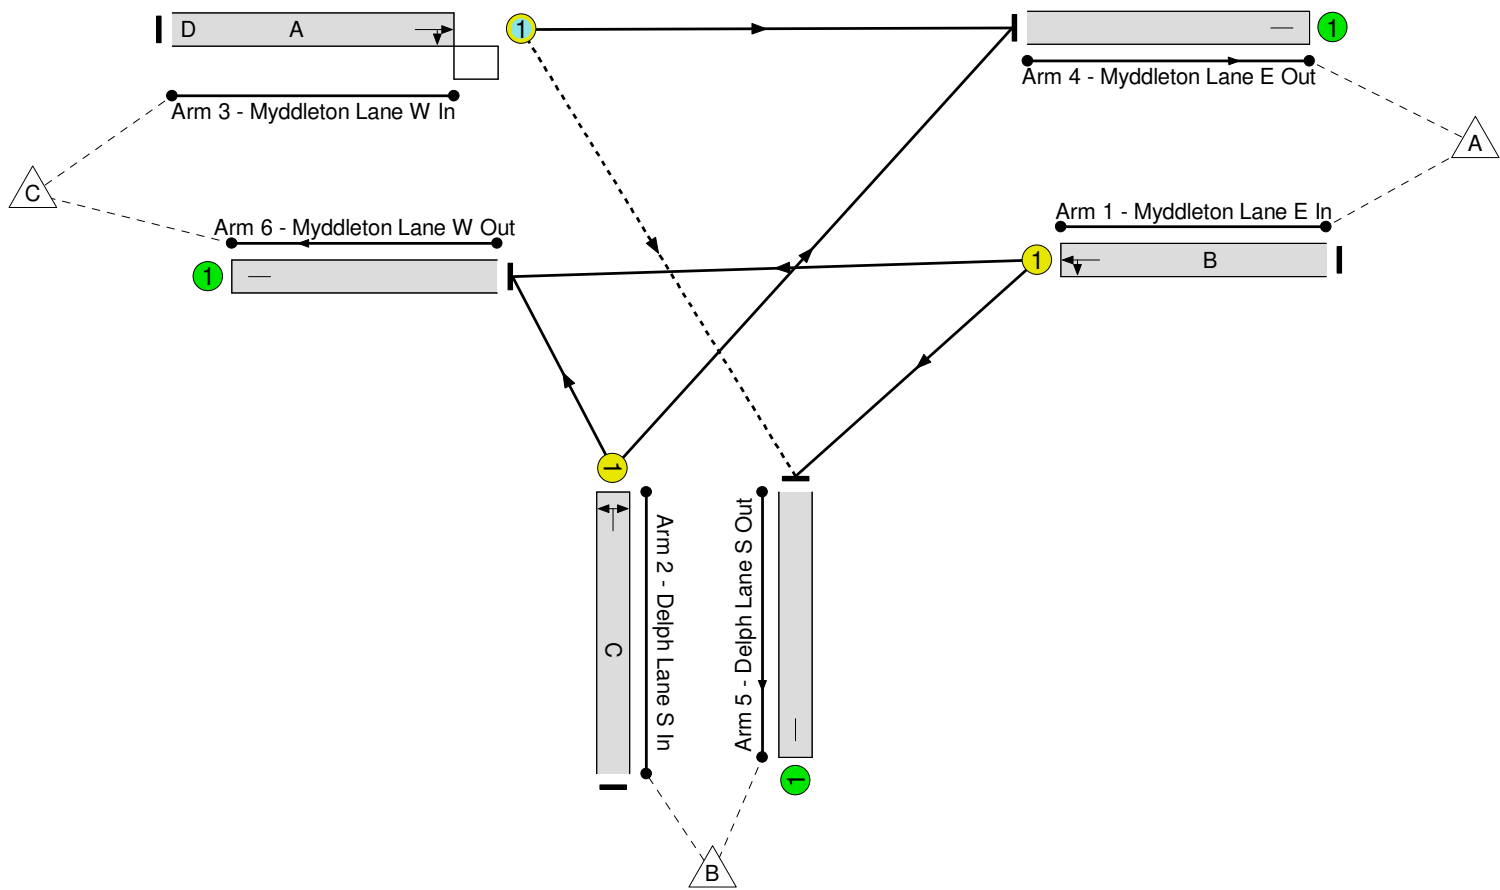 D A 1 1
Arm 4 - Myddleton Lane E Out
Arm 3 - Myddleton Lane W In
A
C
Arm 1 - Myddleton Lane E In
Arm 6 - Myddleton Lane W Out
1 1 B
1
Arm 2 - Delph Lane S In
Arm 5 - Delph Lane S Out
C
1
B